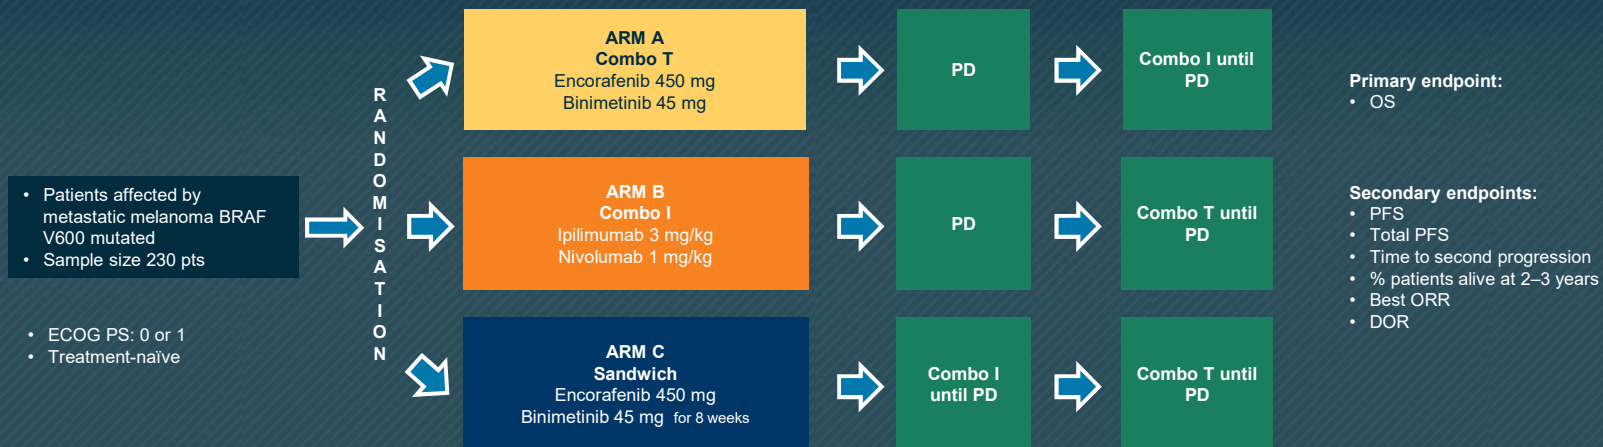 • Patients affected by
metastatic melanoma BRAF
V600 mutated
• Sample size 230 pts
• ECOG PS: 0 or 1
• Treatment-naïve
RANDOMISATION
ARM A
Combo T
Encorafenib 450 mg
Binimetinib 45 mg
PD
Combo I until
PD
ARM B
Combo I
Ipilimumab 3 mg/kg
Nivolumab 1 mg/kg
PD
Combo T until
PD
ARM C
Sandwich
Encorafenib 450 mg
Binimetinib 45 mg for 8 weeks
Combo I
until PD
Combo T until
PD
Primary endpoint:
• OS
Secondary endpoints:
• PFS
• Total PFS
• Time to second progression
• % patients alive at 2–3 years
• Best ORR
• DOR